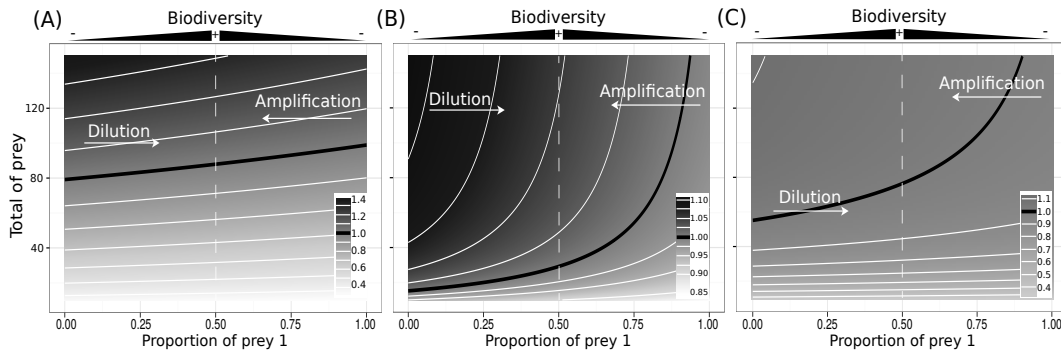 (A)
Biodiversity
- + -
Total of prey
120
80
40
Dilution
Amplification
1.4
1.2
1.0
0.8
0.6
0.4
0.00 0.25 0.50 0.75 1.00
Proportion of prey 1
(B)
Biodiversity
- + -
Dilution
Amplification
1.10
1.05
1.00
0.95
0.90
0.85
0.00 0.25 0.50 0.75 1.00
Proportion of prey 1
(C)
Biodiversity
- + -
Amplification
Dilution
1.1
1.0
0.9
0.8
0.7
0.6
0.5
0.4
0.00 0.25 0.50 0.75 1.00
Proportion of prey 1